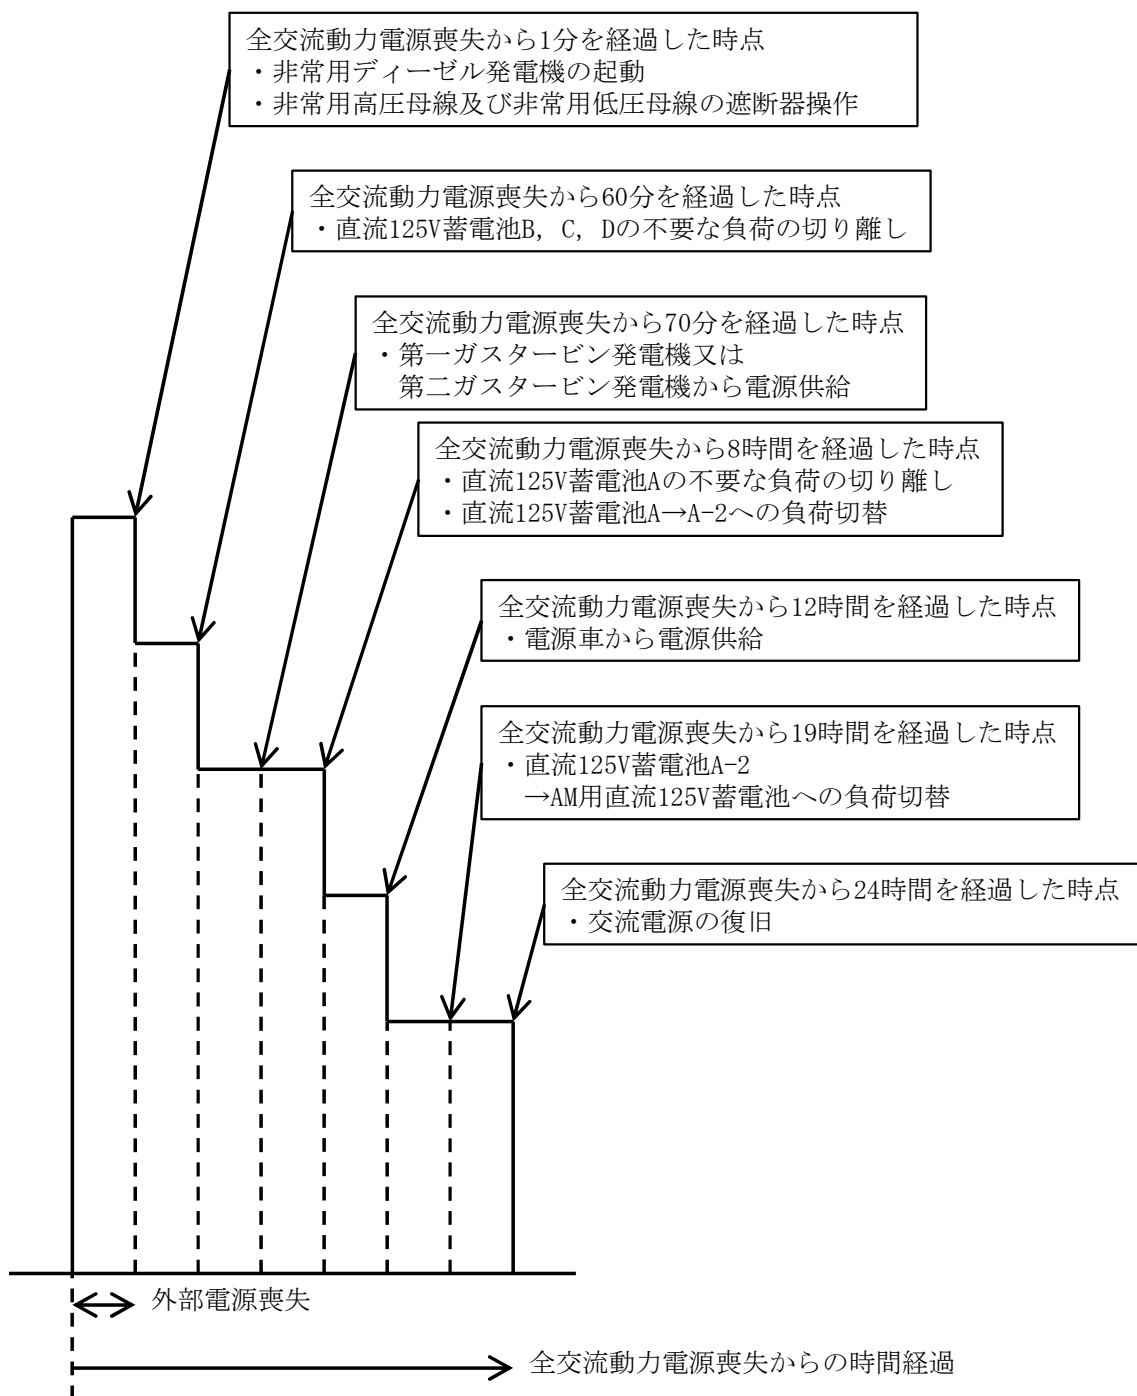 全交流動力電源喪失から1分を経過した時点
・非常用ディーゼル発電機の起動
・非常用高圧母線及び非常用低圧母線の遮断器操作
全交流動力電源喪失から60分を経過した時点
・直流125V蓄電池B, C, Dの不要な負荷の切り離し
全交流動力電源喪失から70分を経過した時点
・第一ガスタービン発電機又は
第二ガスタービン発電機から電源供給
全交流動力電源喪失から8時間を経過した時点
・直流125V蓄電池Aの不要な負荷の切り離し
・直流125V蓄電池A→A-2への負荷切替
全交流動力電源喪失から12時間を経過した時点
・電源車から電源供給
全交流動力電源喪失から19時間を経過した時点
・直流125V蓄電池A-2
→AM用直流125V蓄電池への負荷切替
全交流動力電源喪失から24時間を経過した時点
・交流電源の復旧
外部電源喪失
全交流動力電源喪失からの時間経過